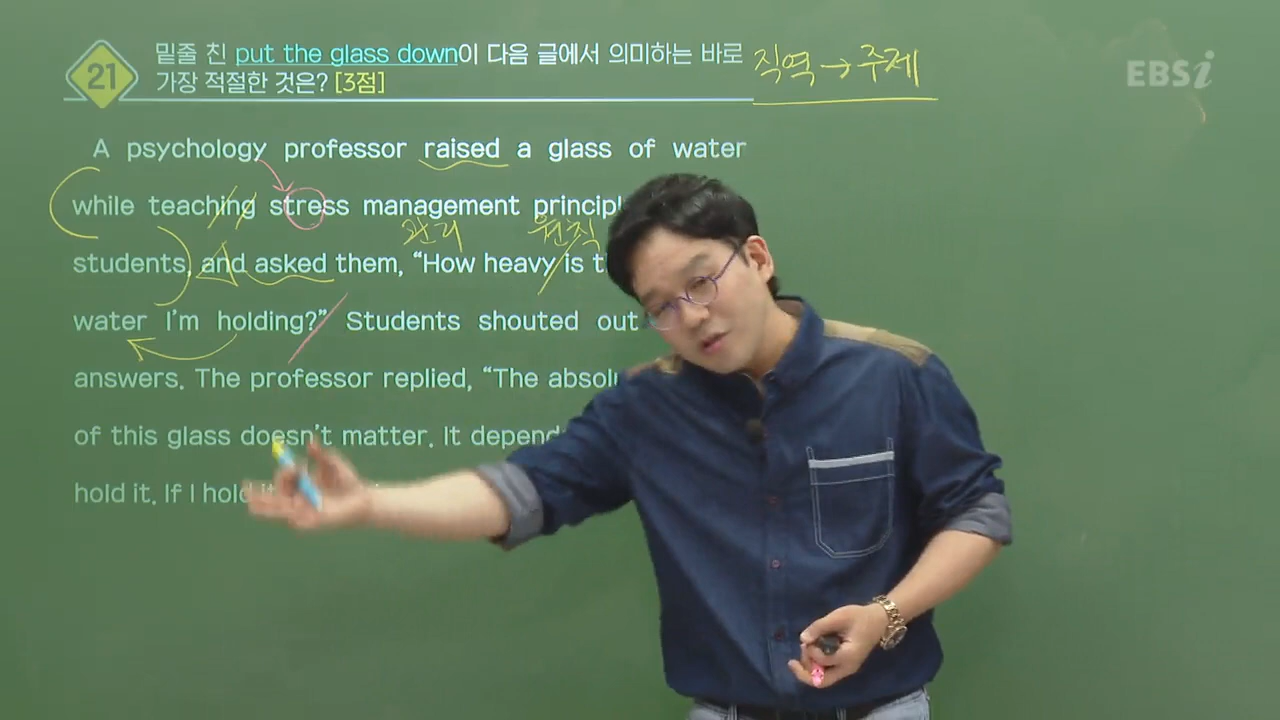 21
밑줄 친 put the glass down이 다음 글에서 의미하는 바로
가장 적절한 것은? [3점]
직역 → 주제
EBSi
A psychology professor raised a glass of water
while teaching stress management
관리 원칙
students, and asked them, “How heavy is
water I’m holding?” Students shouted out
answers. The professor replied, “The
of this glass doesn’t matter. It
hold it. If I hold